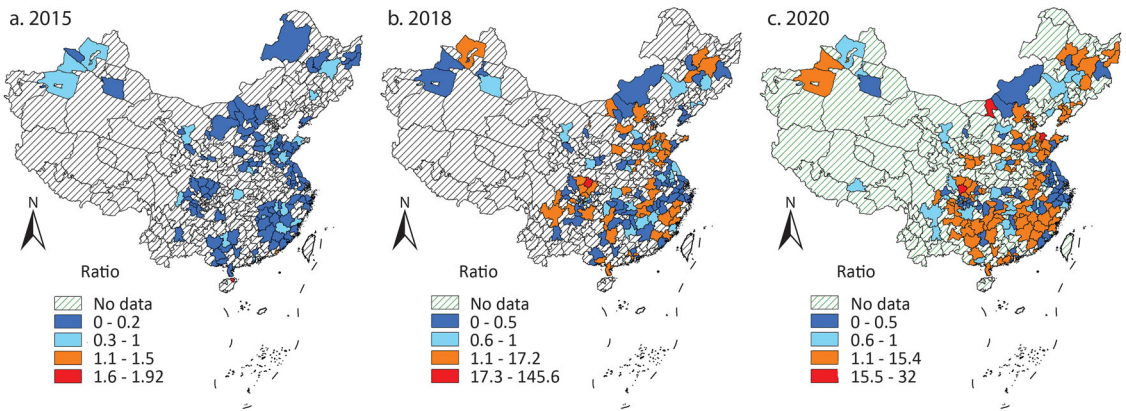 a. 2015
N
Ratio
No data
0 - 0.2
0.3 - 1
1.1 - 1.5
1.6 - 1.92
b. 2018
N
Ratio
No data
0 - 0.5
0.6 - 1
1.1 - 17.2
17.3 - 145.6
c. 2020
N
Ratio
No data
0 - 0.5
0.6 - 1
1.1 - 15.4
15.5 - 32